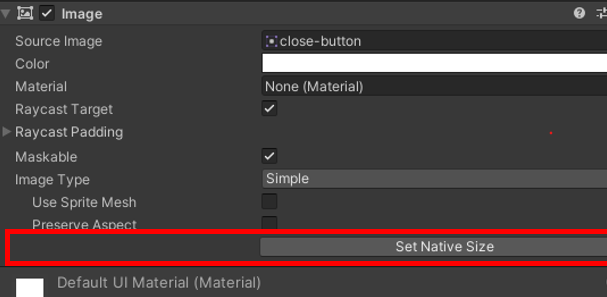 Image
Source Image close-button
Color
Material None (Material)
Raycast Target
Raycast Padding
Maskable
Image Type Simple
Use Sprite Mesh
Preserve Aspect
Set Native Size
Default UI Material (Material)